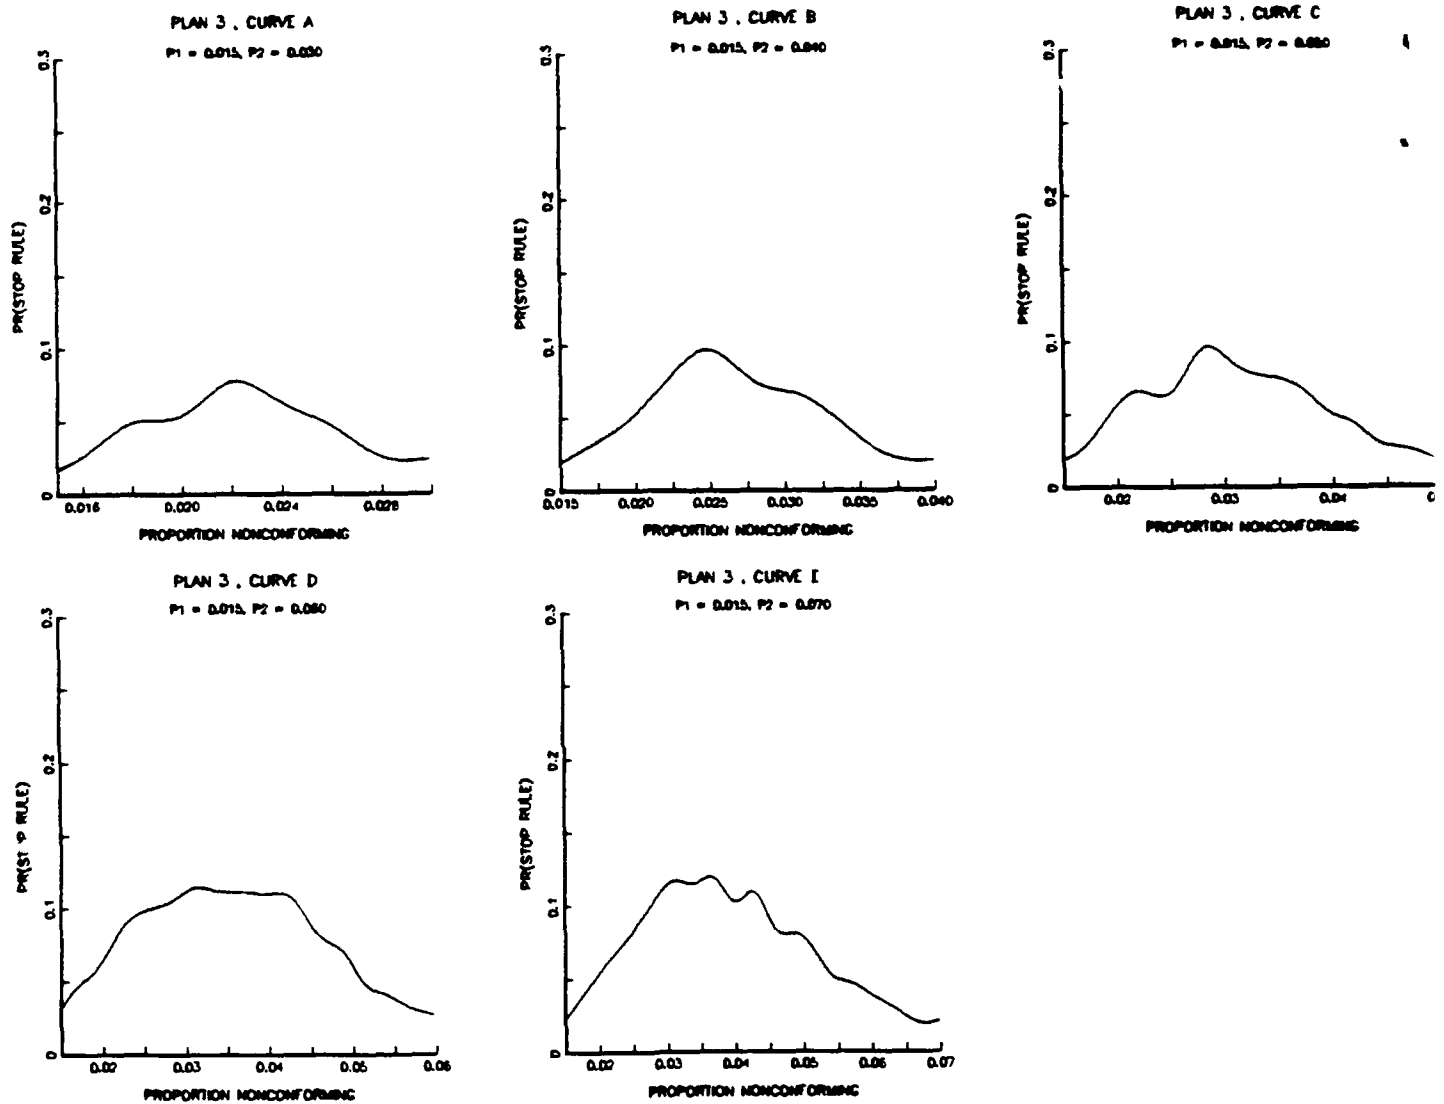 PLAN 3 , CURVE A
P1 = 0.015, P2 = 0.030
0.3
0.2
0.1
0
PR(STOP RULE)
0.016
0.020
0.024
0.028
PROPORTION NONCONFORMING
PLAN 3 , CURVE B
P1 = 0.015, P2 = 0.040
0.3
0.2
0.1
0
PR(STOP RULE)
0.015
0.020
0.025
0.030
0.035
0.040
PROPORTION NONCONFORMING
PLAN 3 , CURVE C
P1 = 0.015, P2 =
0.3
0.2
0.1
0
PR(STOP RULE)
0.02
0.03
0.04
PROPORTION NONCONFORMING
PLAN 3 , CURVE D
P1 = 0.015, P2 = 0.060
0.3
0.2
0.1
0
RULE)
0.02
0.03
0.04
0.05
0.06
PROPORTION NONCONFORMING
PLAN 3 , CURVE E
P1 = 0.015, P2 = 0.070
0.3
0.2
0.1
0
PR(STOP RULE)
0.02
0.03
0.04
0.05
0.06
0.07
PROPORTION NONCONFORMING